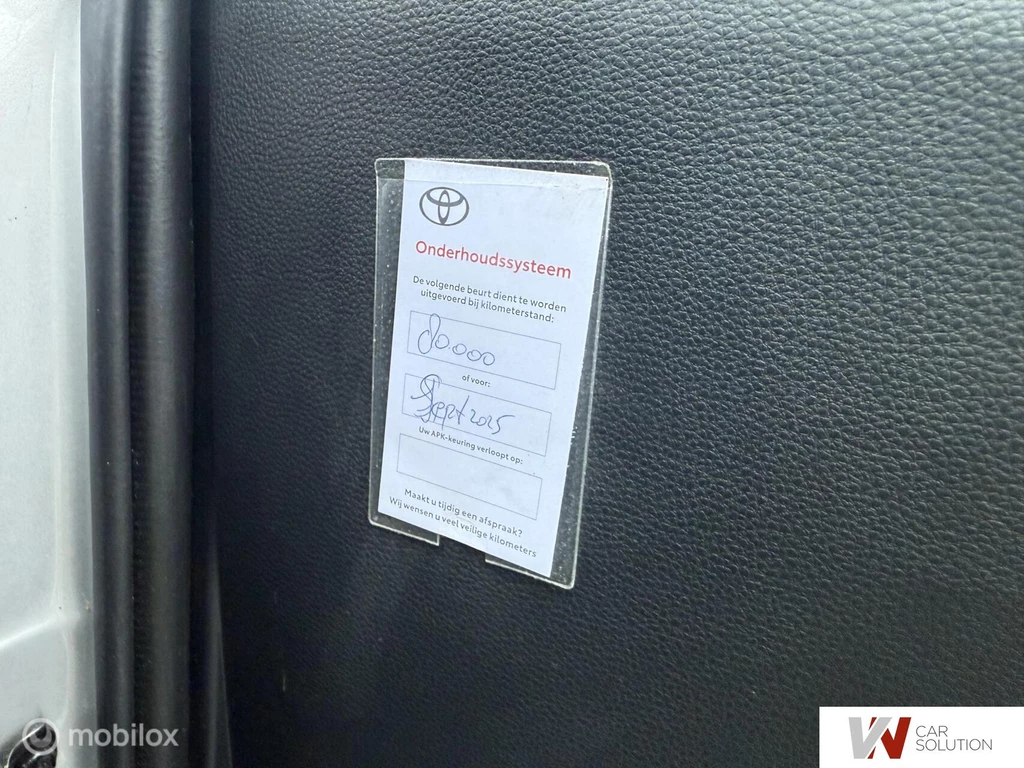 Onderhoudssysteem
De volgende beurt dient te worden
uitgevoerd bij kilometerstand:
80.000
of voor:
Sept 2025
Uw APK-keuring verloopt op:
Maakt u tijdig een afspraak?
Wij wensen u veel veilige kilometers
mobilox
VN CAR
SOLUTION